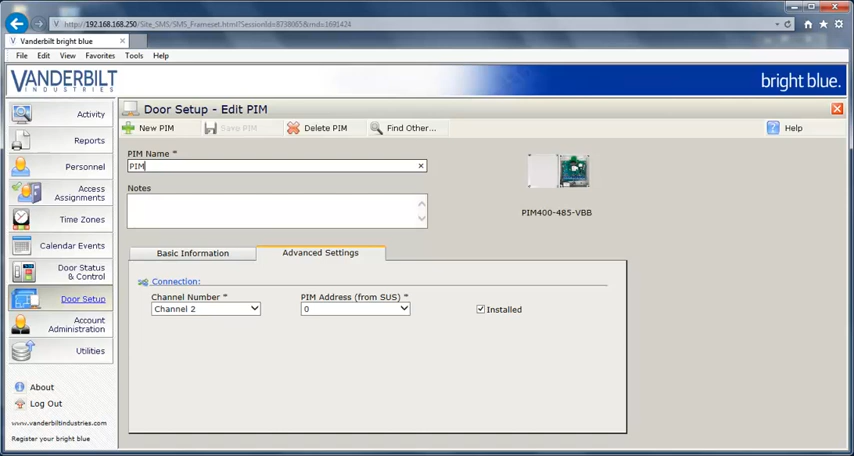 http://192.168.168.250/Site_SMS/SMS_Frameset.html?SessionId=8738065&cmd=3691424
Vanderbilt bright blue
File Edit View Favorites Tools Help
VANDERBILT
INDUSTRIES
bright blue.
Activity
Reports
Personnel
Access
Assignments
Time Zones
Calendar Events
Door Status
& Control
Door Setup
Account
Administration
Utilities
About
Log Out
www.vanderbiltindustries.com
Register your bright blue
Door Setup - Edit PIM
New PIM Save PIM Delete PIM Find Other... Help
PIM Name *
PIM
Notes
PIM400-485-VBB
Basic Information Advanced Settings
Connection:
Channel Number * PIM Address (from SUS) *
Channel 2 0 Installed